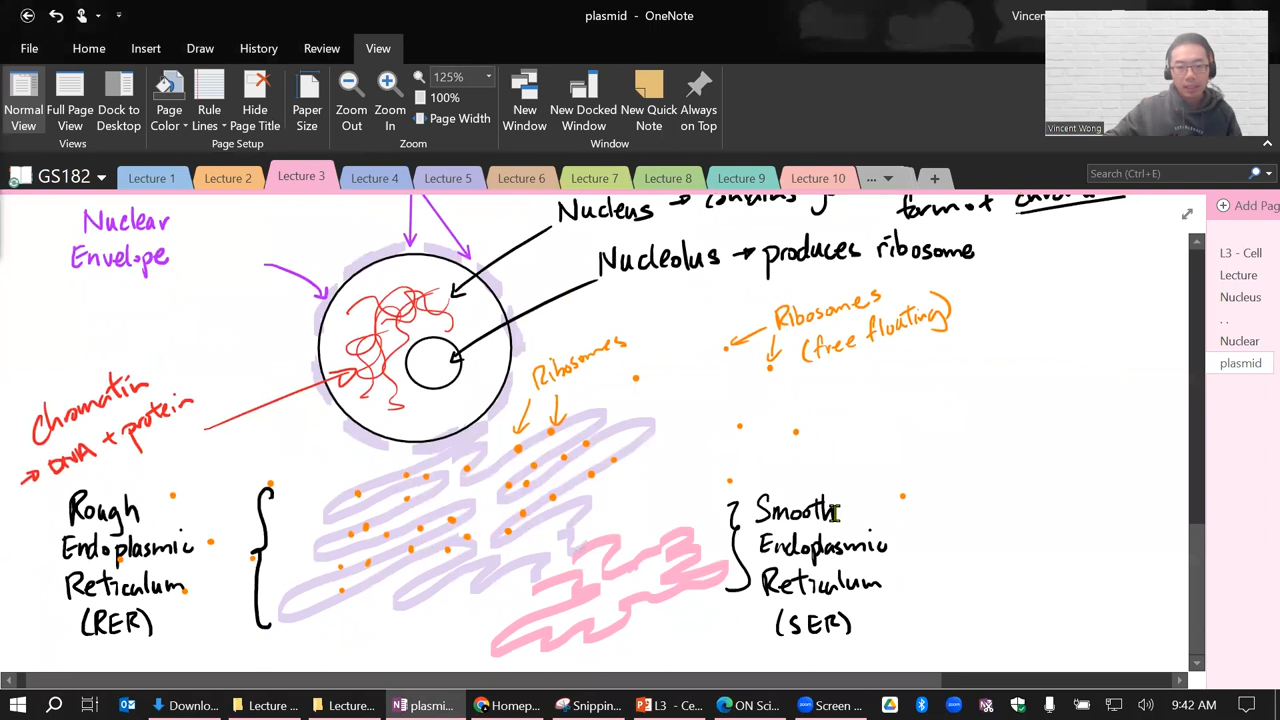 plasmid - OneNote
Vincent Wong
File
Home
Insert
Draw
History
Review
View
Normal View
Full Page View
Dock to Desktop
Views
Page Color
Rule Lines
Hide Page Title
Page Setup
Paper Size
Zoom Out
Zoom In
125%
100%
Page Width
Zoom
New Window
New Docked Window
New Quick Note
Always on Top
Window
GS182
Lecture 1
Lecture 2
Lecture 3
Lecture 4
Lecture 5
Lecture 6
Lecture 7
Lecture 8
Lecture 9
Lecture 10
...
Search (Ctrl+E)
Add Pag
L3 - Cell
Lecture
Nucleus
. .
Nuclear
plasmid
Nuclear
Envelope
Nucleus → contains
form of
Nucleolus → produces ribosome
Ribosomes
(free floating)
Ribosomes
Chromatin
→ DNA + protein
Rough
Endoplasmic
Reticulum
(RER)
Smooth
Endoplasmic
Reticulum
(SER)
Downlo...
Lecture ...
Lecture...
plasmi...
Home...
Snippin...
L3 - Ce...
ON Sci...
Screen ...
9:42 AM